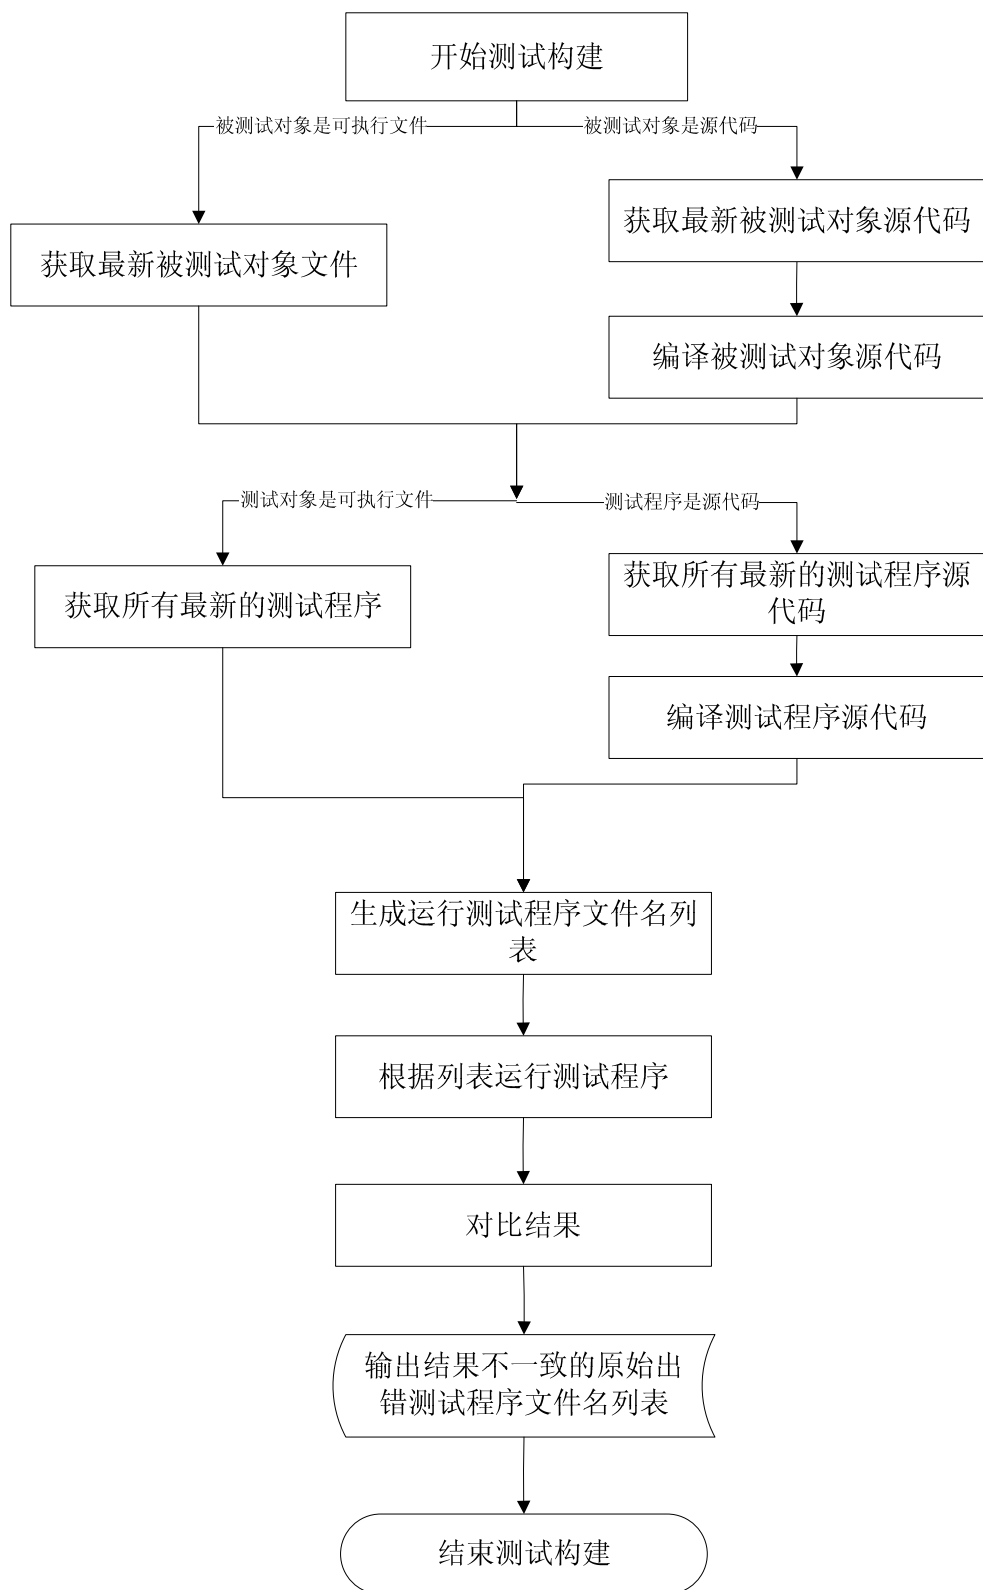 开始测试构建
被测试对象是可执行文件
被测试对象是源代码
获取最新被测试对象源代码
获取最新被测试对象文件
编译被测试对象源代码
测试对象是可执行文件
测试程序是源代码
获取所有最新的测试程序源
代码
获取所有最新的测试程序
编译测试程序源代码
生成运行测试程序文件名列
表
根据列表运行测试程序
对比结果
输出结果不一致的原始出
错测试程序文件名列表
结束测试构建